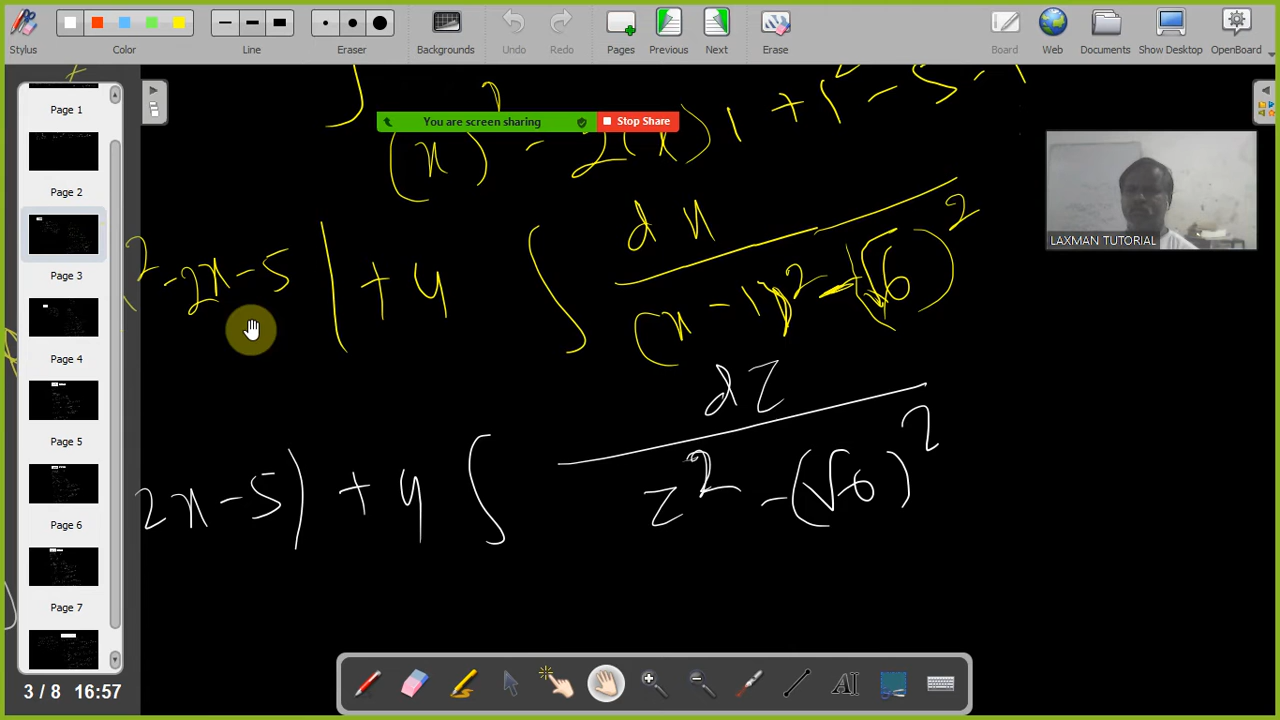 Stylus Color Line Eraser Backgrounds Undo Redo Pages Previous Next Erase Board Web Documents Show Desktop OpenBoard
You are screen sharing Stop Share
Page 1
Page 2
Page 3
Page 4
Page 5
Page 6
Page 7
3 / 8 16:57
LAXMAN TUTORIAL
∫ (x)² - 2(x)1 + 1² - 5 - 1
² - 2x - 5 | + 4 ∫ dx / (x - 1)² - (√6)²
2x - 5 | + 4 ∫ dz / z² - (√6)²